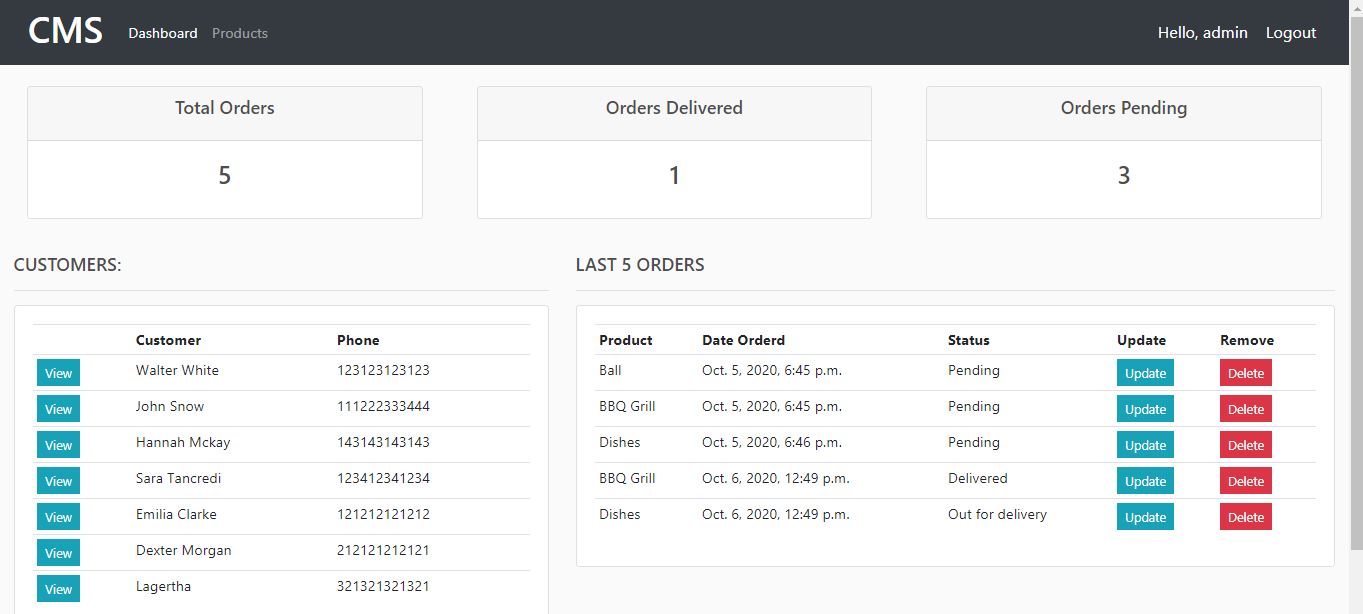 CMS Dashboard Products Hello, admin Logout
Total Orders Orders Delivered Orders Pending
5 1 3
CUSTOMERS:
Customer Phone
View Walter White 123123123123
View John Snow 111222333444
View Hannah Mckay 143143143143
View Sara Tancredi 123412341234
View Emilia Clarke 121212121212
View Dexter Morgan 212121212121
View Lagertha 321321321321
LAST 5 ORDERS
Product Date Orderd Status Update Remove
Ball Oct. 5, 2020, 6:45 p.m. Pending Update Delete
BBQ Grill Oct. 5, 2020, 6:45 p.m. Pending Update Delete
Dishes Oct. 5, 2020, 6:46 p.m. Pending Update Delete
BBQ Grill Oct. 6, 2020, 12:49 p.m. Delivered Update Delete
Dishes Oct. 6, 2020, 12:49 p.m. Out for delivery Update Delete